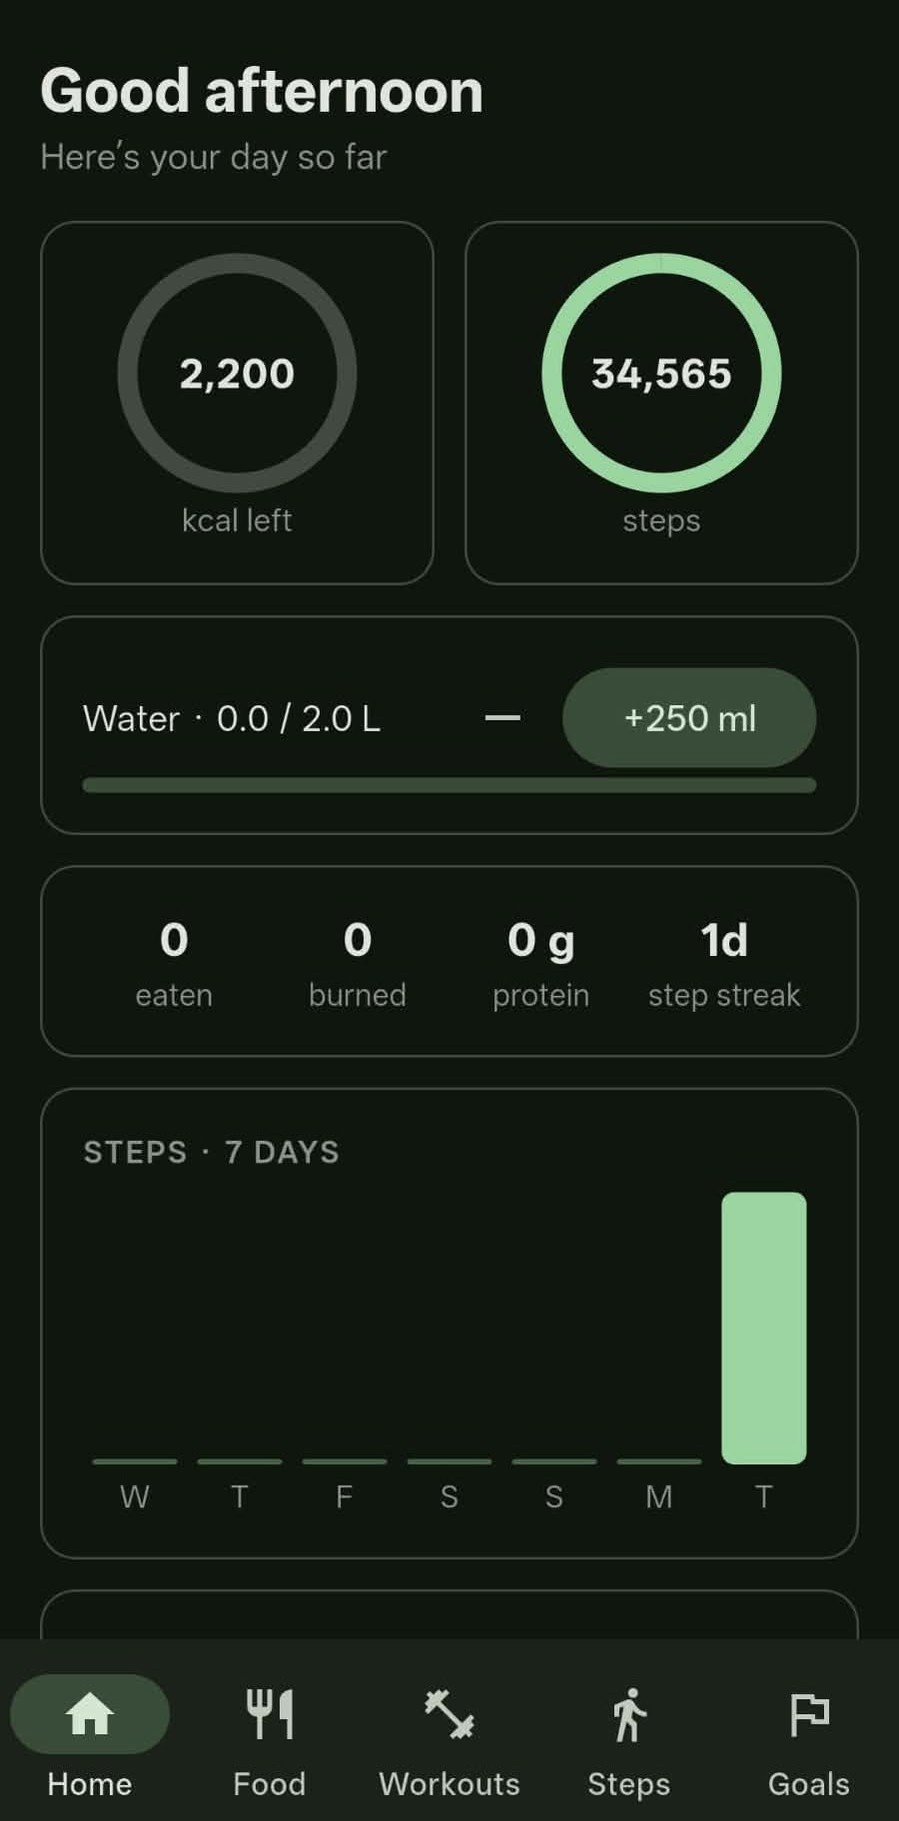 Good afternoon
Here's your day so far
2,200
kcal left
34,565
steps
Water · 0.0 / 2.0 L
—
+250 ml
0 0 0 g 1d
eaten burned protein step streak
STEPS · 7 DAYS
W T F S S M T
Home Food Workouts Steps Goals